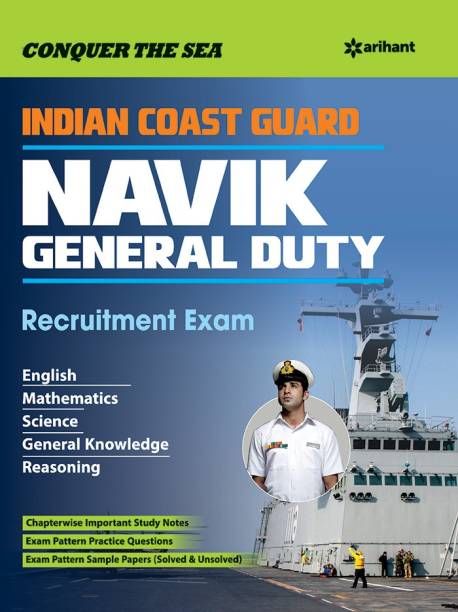 CONQUER THE SEA
arihant
INDIAN COAST GUARD
NAVIK
GENERAL DUTY
Recruitment Exam
English
Mathematics
Science
General Knowledge
Reasoning
Chapterwise Important Study Notes
Exam Pattern Practice Questions
Exam Pattern Sample Papers (Solved & Unsolved)